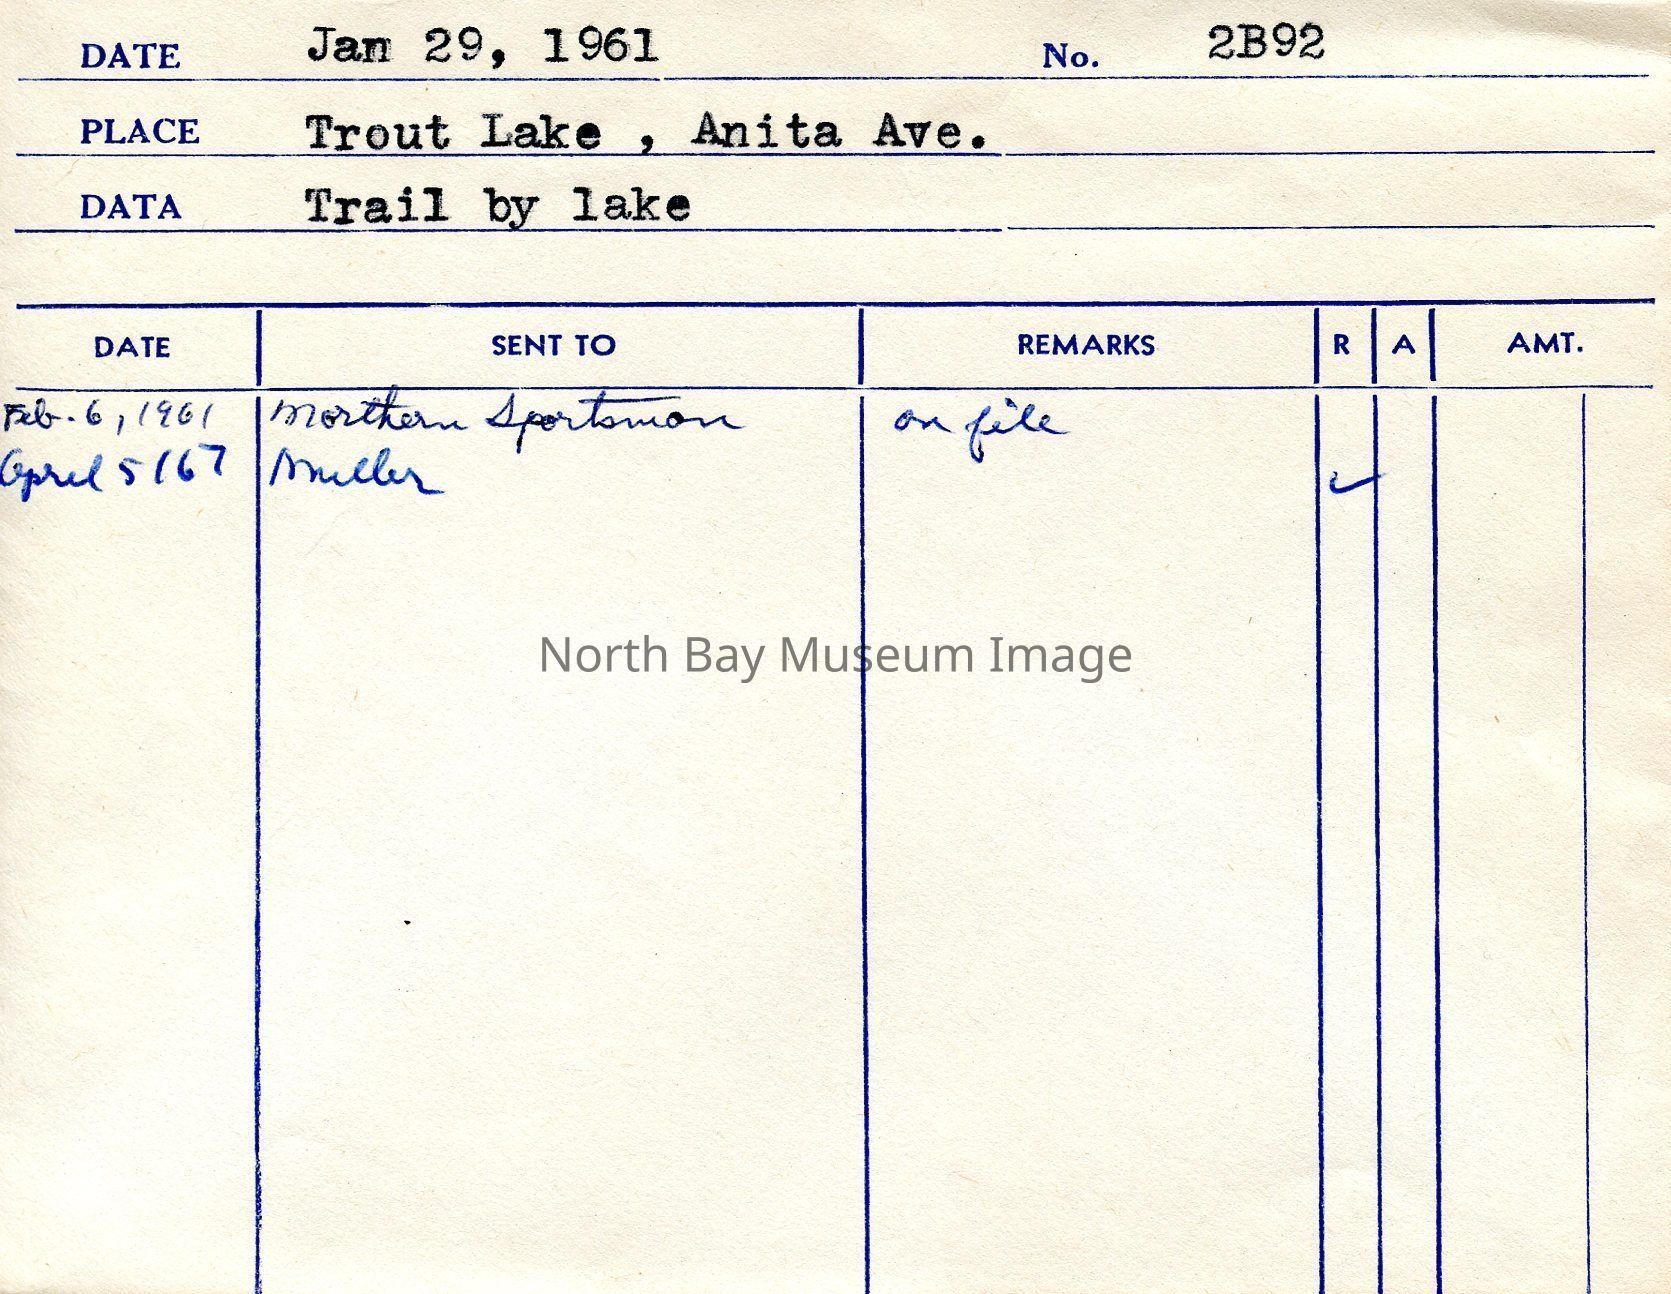 DATE Jan 29, 1961 No. 2B92
PLACE Trout Lake , Anita Ave.
DATA Trail by lake
DATE SENT TO REMARKS R A AMT.
Feb. 6, 1961 Northern Sportsman on file
April 5/67 Miller ✓
North Bay Museum Image